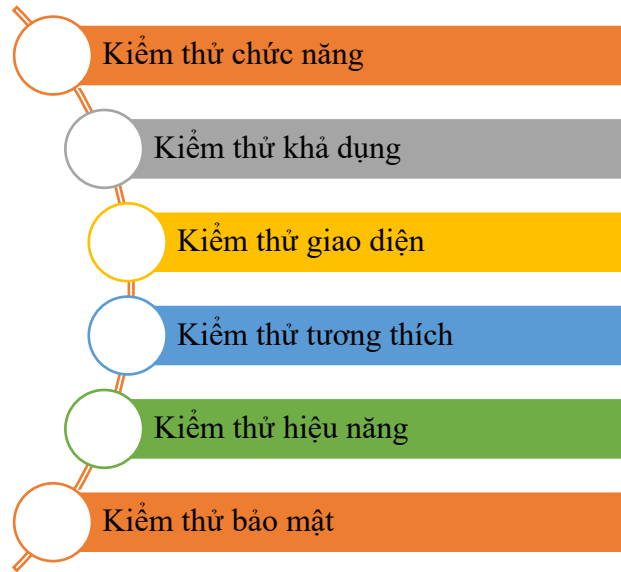 Kiểm thử chức năng
Kiểm thử khả dụng
Kiểm thử giao diện
Kiểm thử tương thích
Kiểm thử hiệu năng
Kiểm thử bảo mật